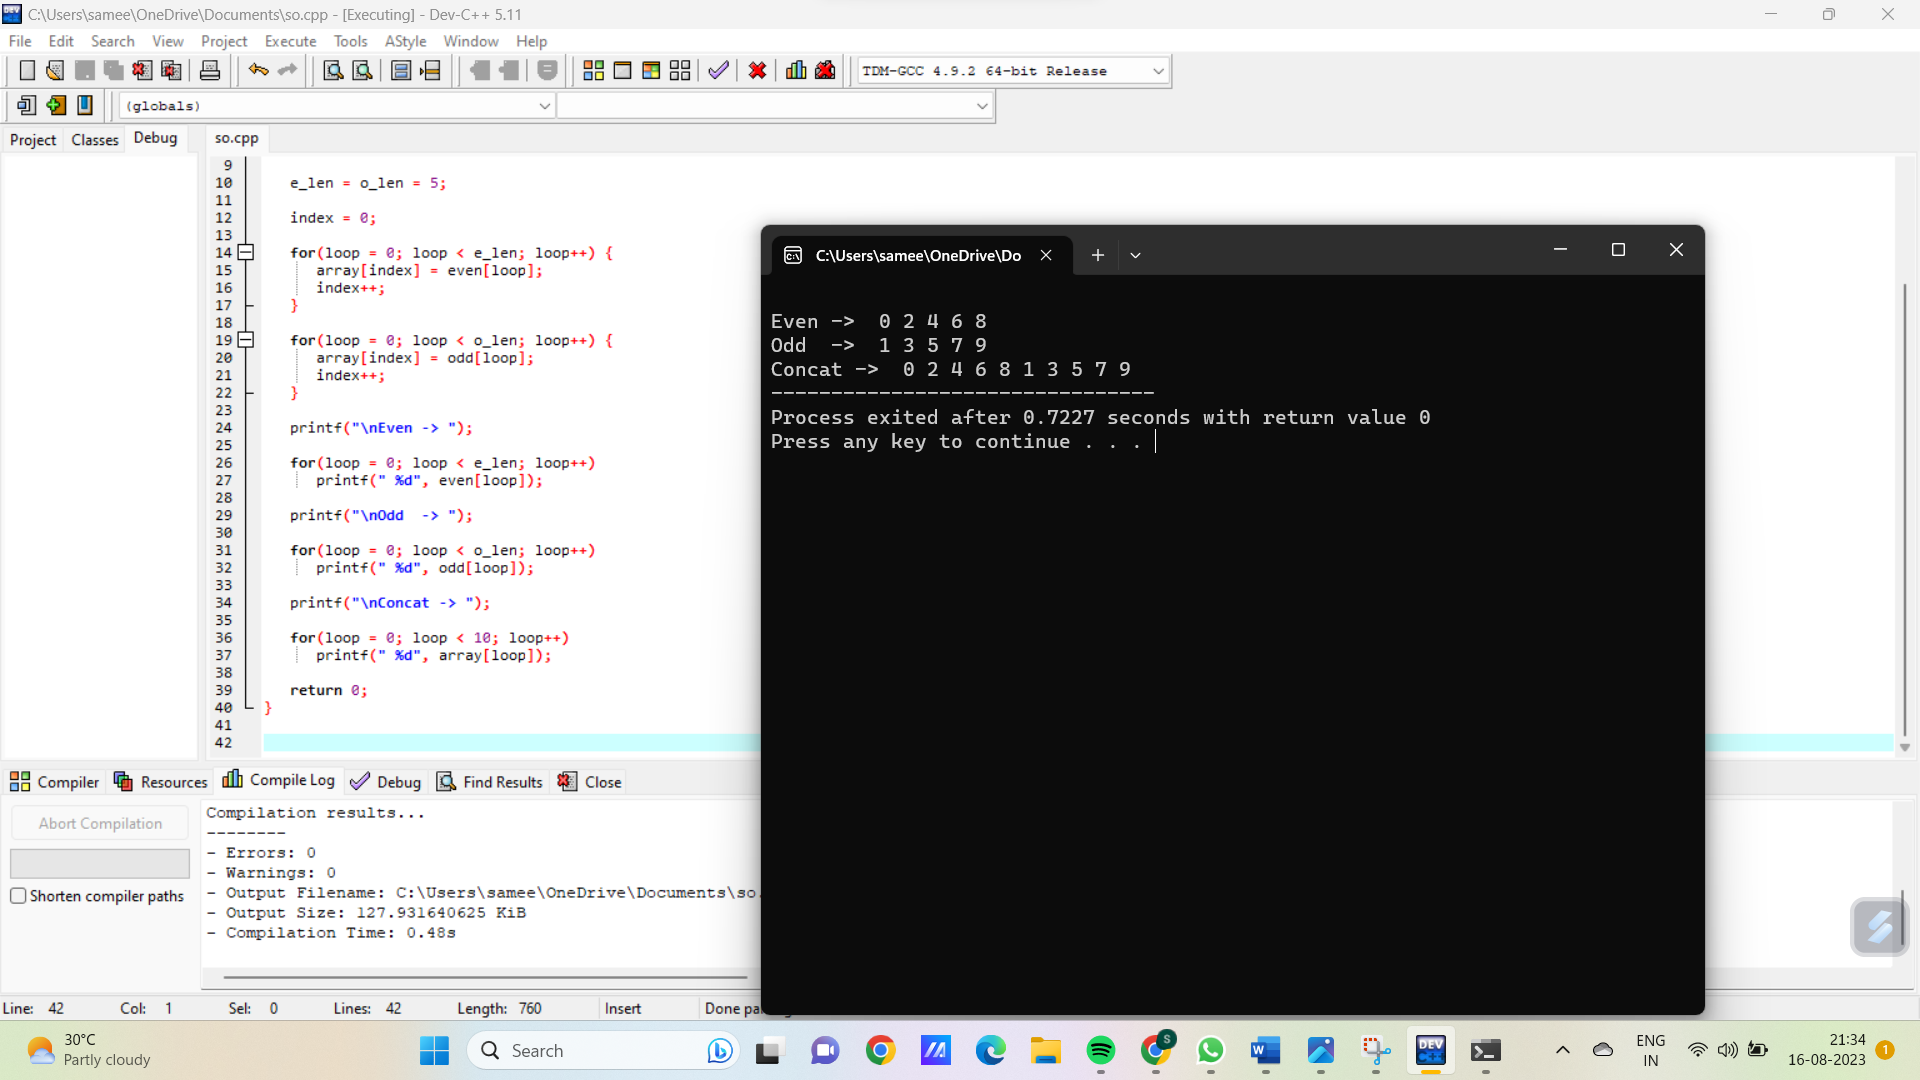 C:\Users\samee\OneDrive\Documents\so.cpp - [Executing] - Dev-C++ 5.11
File Edit Search View Project Execute Tools AStyle Window Help
TDM-GCC 4.9.2 64-bit Release
(globals)
Project Classes Debug so.cpp
9
10 e_len = o_len = 5;
11
12 index = 0;
13
14 for(loop = 0; loop < e_len; loop++) {
15 array[index] = even[loop];
16 index++;
17 }
18
19 for(loop = 0; loop < o_len; loop++) {
20 array[index] = odd[loop];
21 index++;
22 }
23
24 printf("\nEven -> ");
25
26 for(loop = 0; loop < e_len; loop++)
27 printf(" %d", even[loop]);
28
29 printf("\nOdd  -> ");
30
31 for(loop = 0; loop < o_len; loop++)
32 printf(" %d", odd[loop]);
33
34 printf("\nConcat -> ");
35
36 for(loop = 0; loop < 10; loop++)
37 printf(" %d", array[loop]);
38
39 return 0;
40 }
41
42
C:\Users\samee\OneDrive\Do
Even ->  0 2 4 6 8
Odd  ->  1 3 5 7 9
Concat ->  0 2 4 6 8 1 3 5 7 9
--------------------------------
Process exited after 0.7227 seconds with return value 0
Press any key to continue . . .
Compiler Resources Compile Log Debug Find Results Close
Abort Compilation
Shorten compiler paths
Compilation results...
--------
- Errors: 0
- Warnings: 0
- Output Filename: C:\Users\samee\OneDrive\Documents\so.
- Output Size: 127.931640625 KiB
- Compilation Time: 0.48s
Line: 42 Col: 1 Sel: 0 Lines: 42 Length: 760 Insert Done pa
30°C
Partly cloudy
Search
S
DEV C++
ENG
IN
21:34
16-08-2023
1